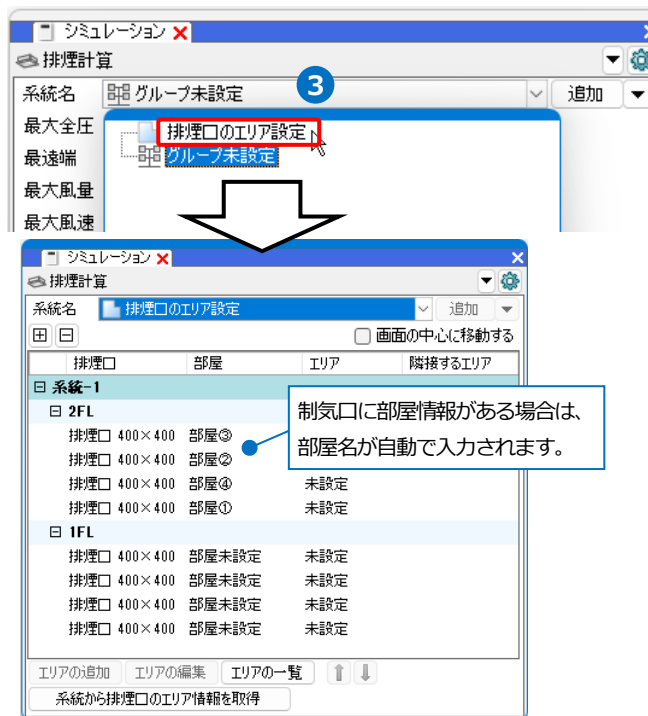 シミュレーション
排煙計算
系統名 グループ未設定 追加
3
最大全圧
排煙口のエリア設定
最遠端
グループ未設定
最大風量
最大風速
シミュレーション
排煙計算
系統名 排煙口のエリア設定 追加
画面の中心に移動する
排煙口 部屋 エリア 隣接するエリア
系統-1
2FL
制気口に部屋情報がある場合は、
部屋名が自動で入力されます。
排煙口 400×400 部屋③
排煙口 400×400 部屋②
排煙口 400×400 部屋④ 未設定
排煙口 400×400 部屋① 未設定
1FL
排煙口 400×400 部屋未設定 未設定
排煙口 400×400 部屋未設定 未設定
排煙口 400×400 部屋未設定 未設定
排煙口 400×400 部屋未設定 未設定
エリアの追加 エリアの編集 エリアの一覧
系統から排煙口のエリア情報を取得